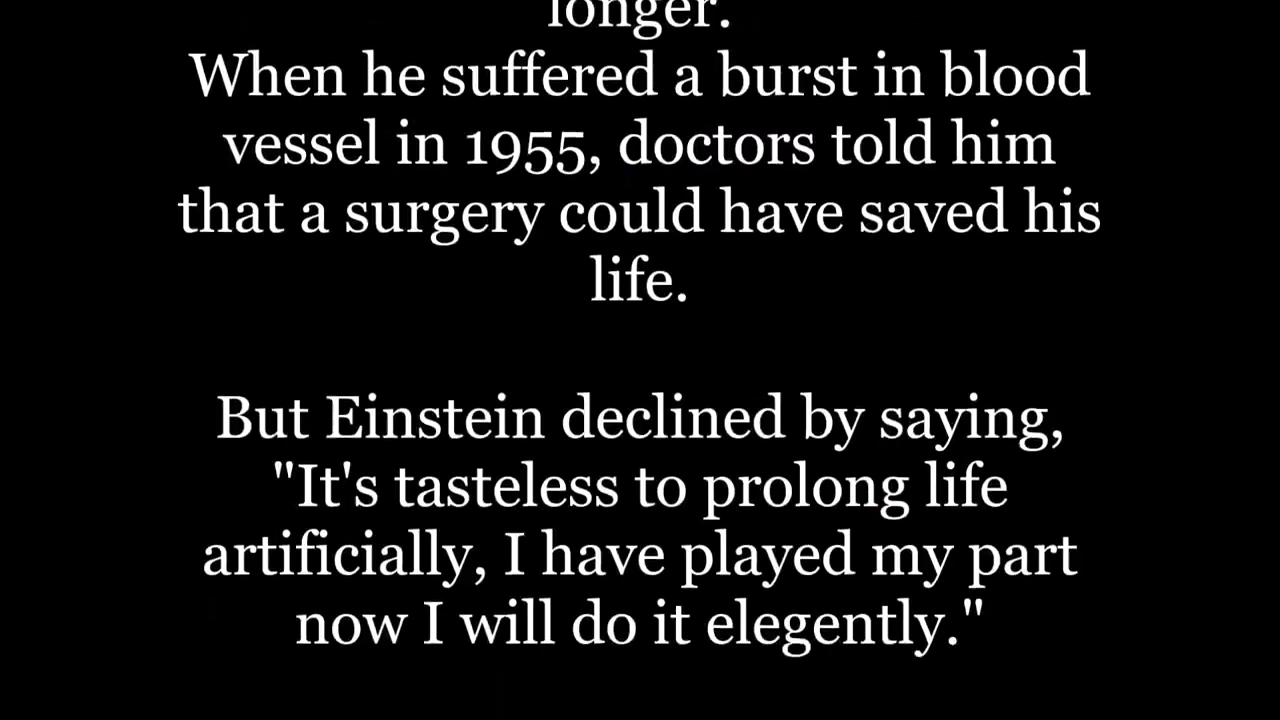 longer.
When he suffered a burst in blood
vessel in 1955, doctors told him
that a surgery could have saved his
life.
But Einstein declined by saying,
"It's tasteless to prolong life
artificially, I have played my part
now I will do it elegently."